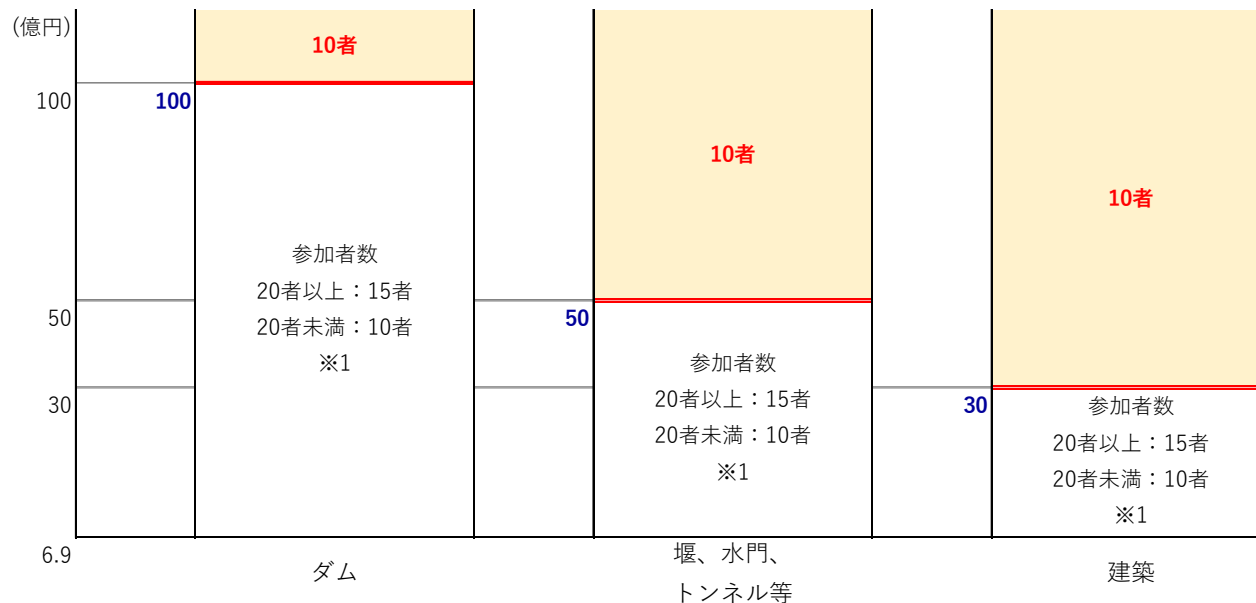 (億円)
10者
100
100
10者
10者
参加者数
20者以上：15者
20者未満：10者
※1
50
50
参加者数
20者以上：15者
20者未満：10者
※1
30
30
参加者数
20者以上：15者
20者未満：10者
※1
6.9
ダム
堰、水門、
トンネル等
建築